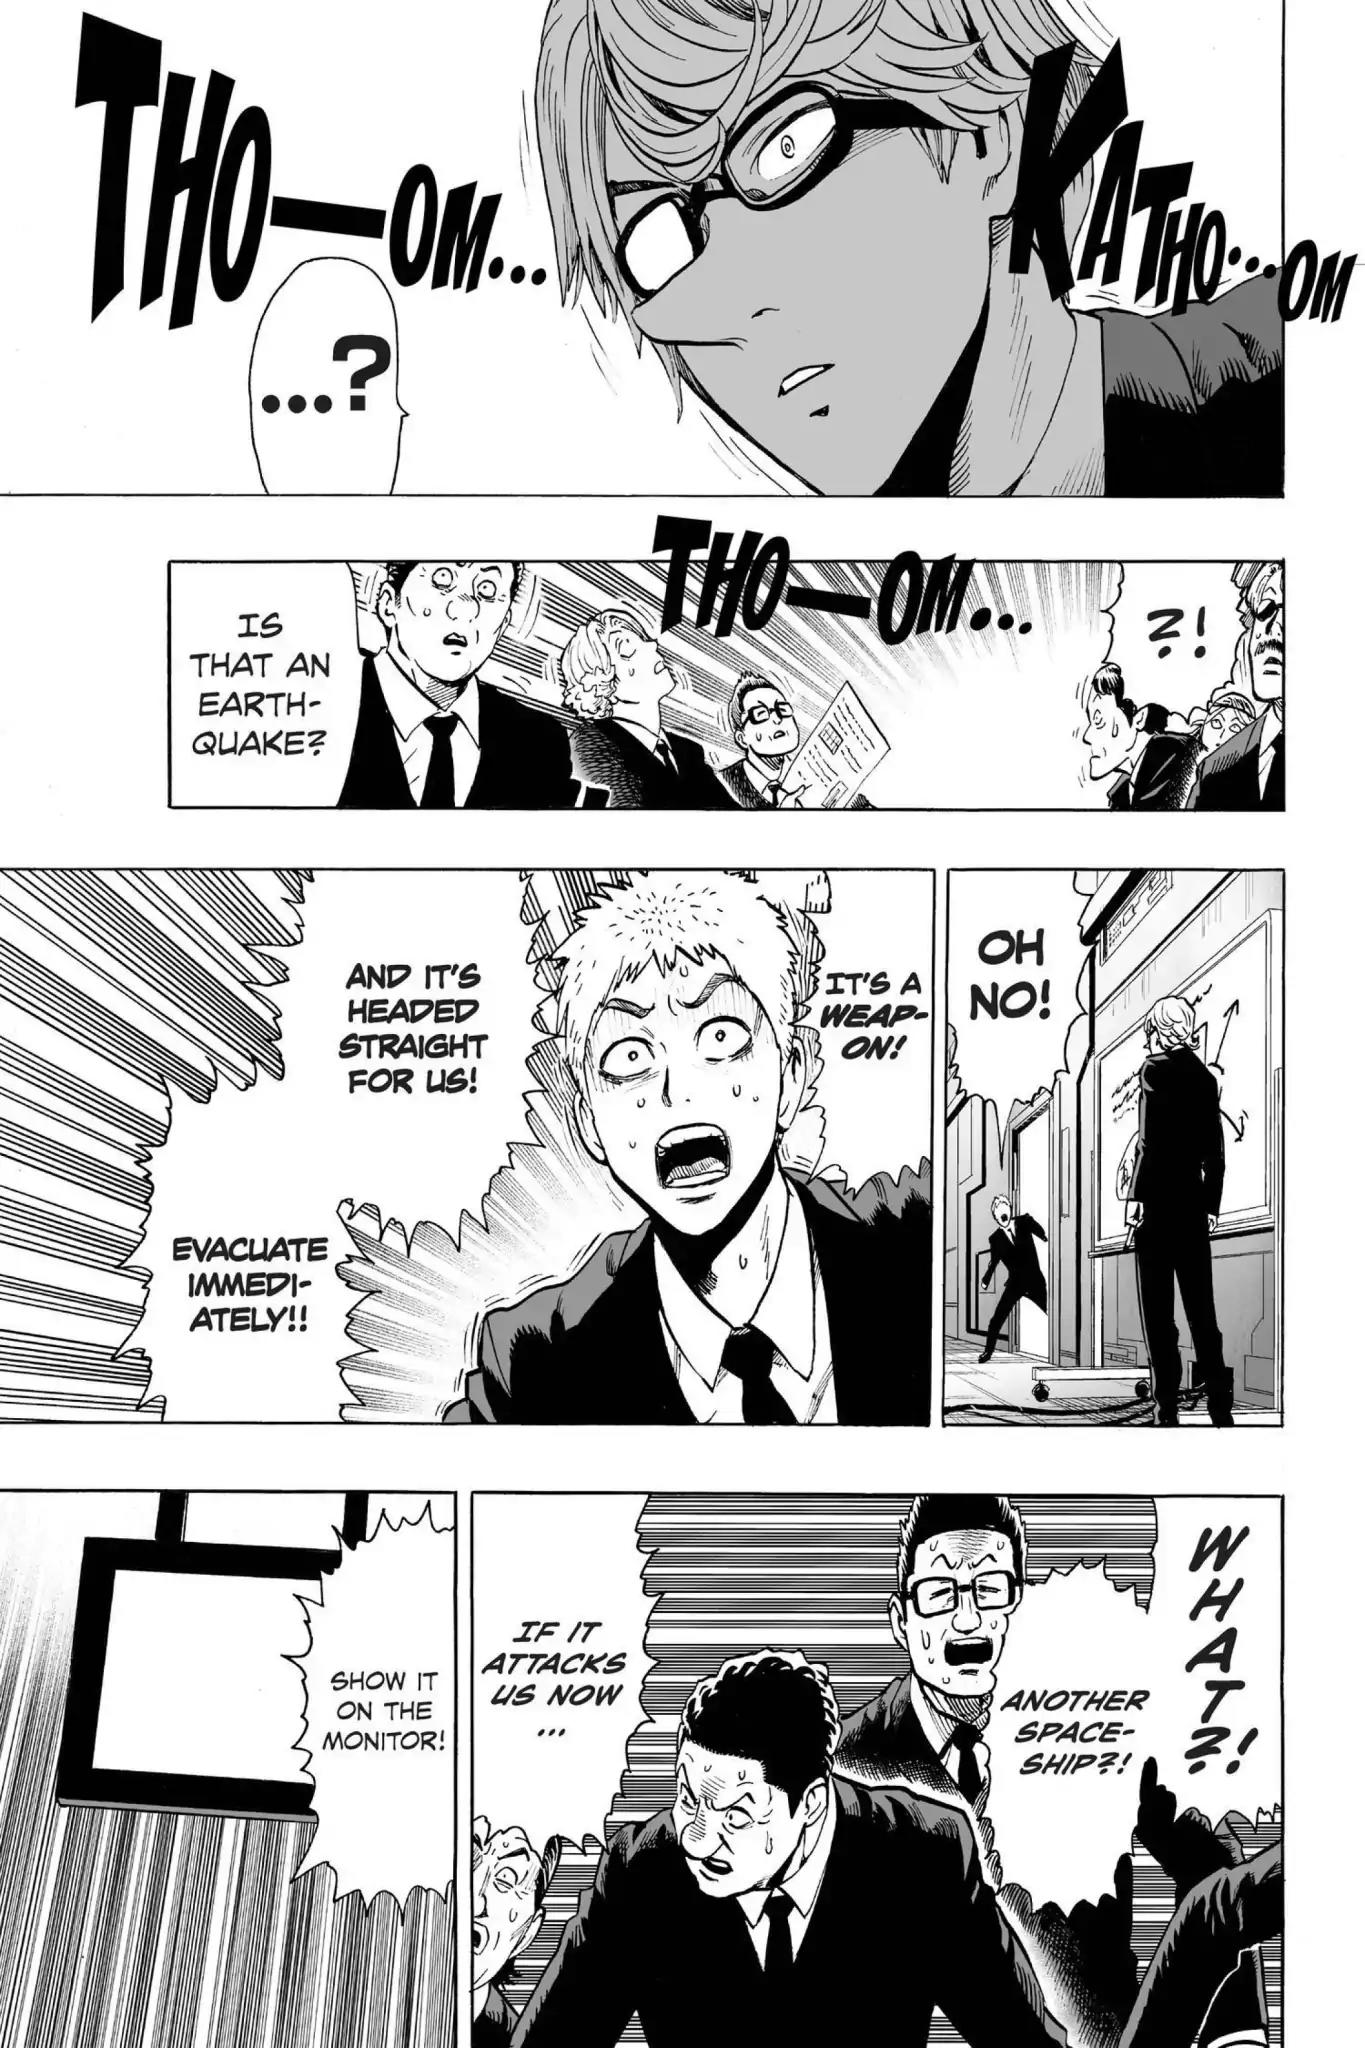 KATHO...OM
THO—OM...
...?
THO—OM...
?!
IS
THAT AN
EARTH-
QUAKE?
OH
NO!
IT'S A
WEAP-
ON!
AND IT'S
HEADED
STRAIGHT
FOR US!
EVACUATE
IMMEDI-
ATELY!!
WHAT?!
ANOTHER
SPACE-
SHIP?!
IF IT
ATTACKS
US NOW
...
SHOW IT
ON THE
MONITOR!